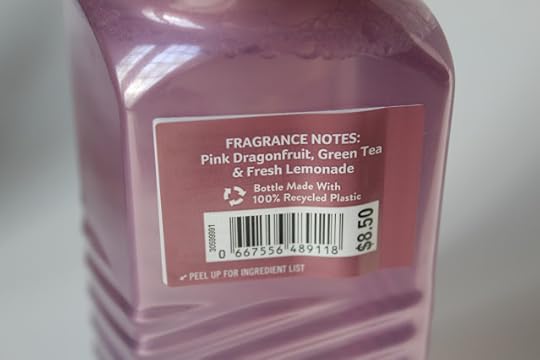 FRAGRANCE NOTES:
Pink Dragonfruit, Green Tea
& Fresh Lemonade
Bottle Made With
100% Recycled Plastic
30599991
0 667556 489118
$8.50
PEEL UP FOR INGREDIENT LIST